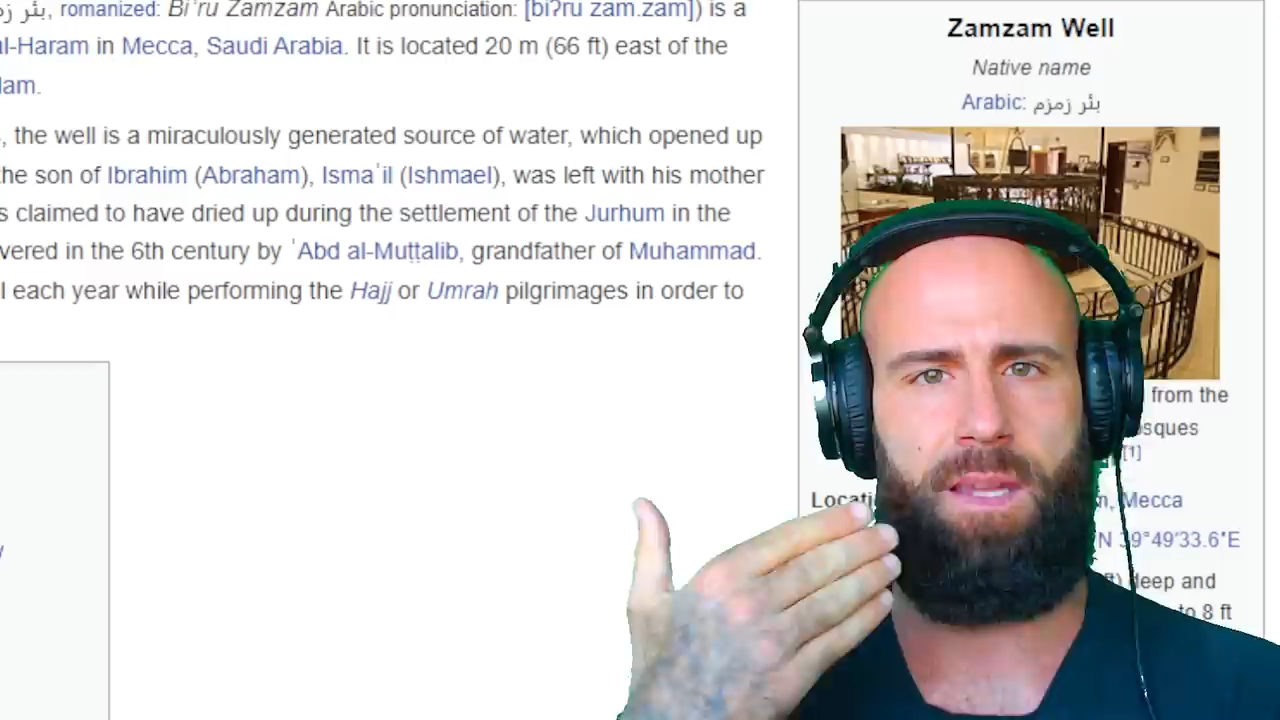 بئر, romanized: Biʾru Zamzam Arabic pronunciation: [biʔru zam.zam]) is a
al-Haram in Mecca, Saudi Arabia. It is located 20 m (66 ft) east of the
lam.
, the well is a miraculously generated source of water, which opened up
the son of Ibrahim (Abraham), Ismaʿil (Ishmael), was left with his mother
s claimed to have dried up during the settlement of the Jurhum in the
vered in the 6th century by ʿAbd al-Muṭṭalib, grandfather of Muhammad.
l each year while performing the Hajj or Umrah pilgrimages in order to
y
Zamzam Well
Native name
Arabic: بئر زمزم
from the
sques
[1]
Locati
Mecca
N 39°49′33.6″E
deep and
to 8 ft